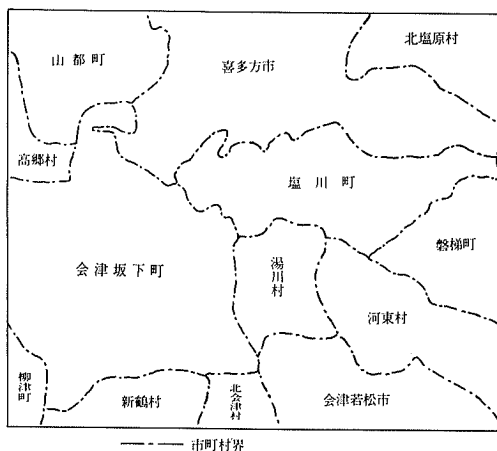 北塩原村
山都町
喜多方市
高郷村
塩川町
磐梯町
会津坂下町
湯川村
河東村
柳津町
新鶴村
北会津村
会津若松市
市町村界